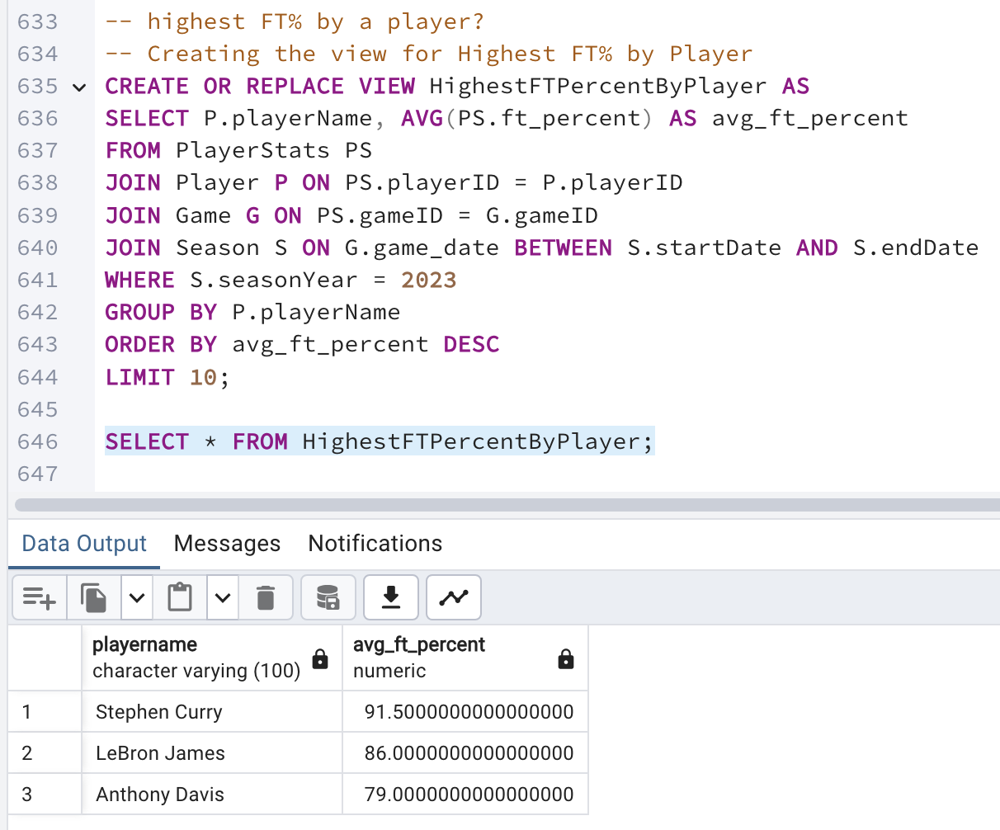 633 -- highest FT% by a player?
634 -- Creating the view for Highest FT% by Player
635 CREATE OR REPLACE VIEW HighestFTPercentByPlayer AS
636 SELECT P.playerName, AVG(PS.ft_percent) AS avg_ft_percent
637 FROM PlayerStats PS
638 JOIN Player P ON PS.playerID = P.playerID
639 JOIN Game G ON PS.gameID = G.gameID
640 JOIN Season S ON G.game_date BETWEEN S.startDate AND S.endDate
641 WHERE S.seasonYear = 2023
642 GROUP BY P.playerName
643 ORDER BY avg_ft_percent DESC
644 LIMIT 10;
645
646 SELECT * FROM HighestFTPercentByPlayer;
647
Data Output Messages Notifications
playername avg_ft_percent
character varying (100) numeric
1 Stephen Curry 91.5000000000000000
2 LeBron James 86.0000000000000000
3 Anthony Davis 79.0000000000000000